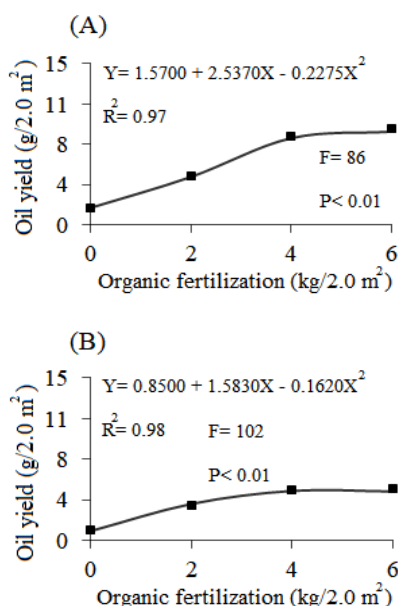 (A)
Y= 1.5700 + 2.5370X - 0.2275X²
R²= 0.97
F= 86
P< 0.01
15
11
8
4
0
Oil yield (g/2.0 m²)
0 2 4 6
Organic fertilization (kg/2.0 m²)
(B)
Y= 0.8500 + 1.5830X - 0.1620X²
R²= 0.98 F= 102
P< 0.01
15
11
8
4
0
Oil yield (g/2.0 m²)
0 2 4 6
Organic fertilization (kg/2.0 m²)